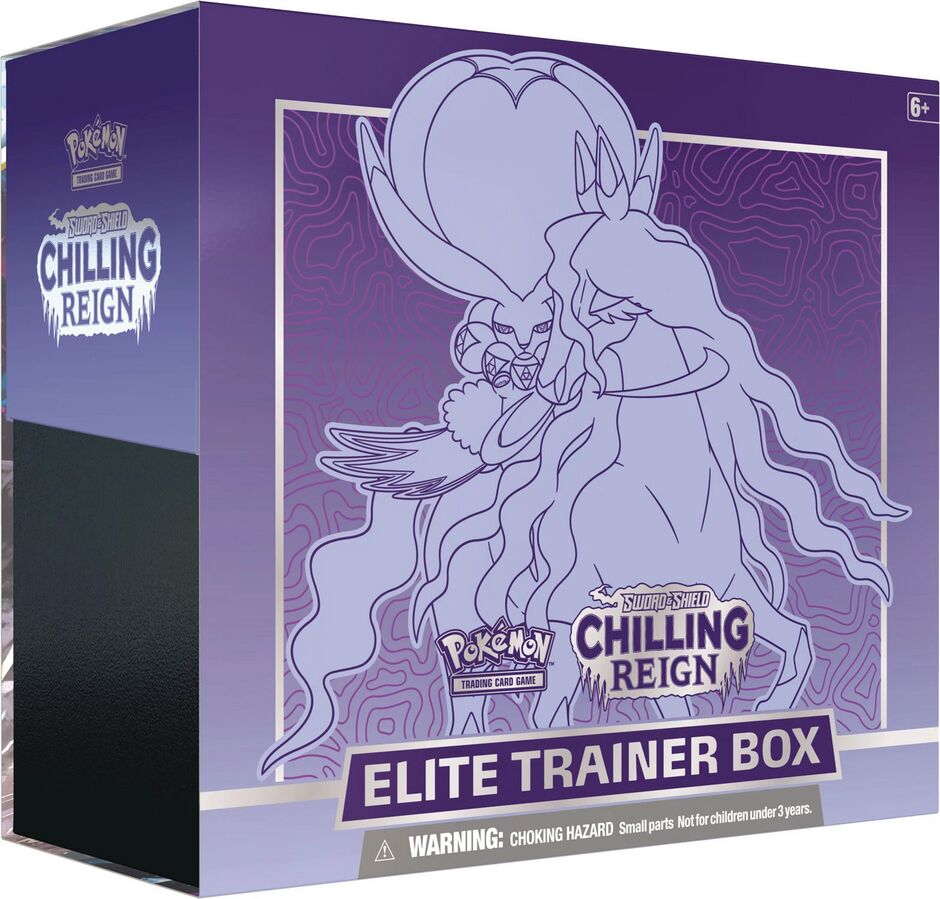 POKéMON
TRADING CARD GAME
SWORD & SHIELD
CHILLING
REIGN
6+
POKéMON™
TRADING CARD GAME
SWORD & SHIELD
CHILLING
REIGN
ELITE TRAINER BOX
⚠ WARNING: CHOKING HAZARD Small parts Not for children under 3 years.